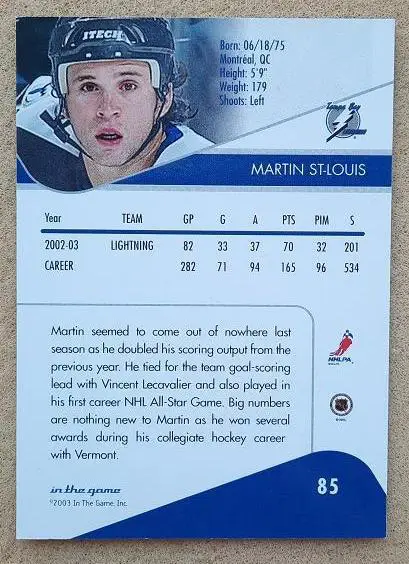 ITECH
Born: 06/18/75
Montréal, QC
Height: 5'9"
Weight: 179
Shoots: Left
Tampa Bay
MARTIN ST-LOUIS
Year TEAM GP G A PTS PIM S
2002-03 LIGHTNING 82 33 37 70 32 201
CAREER 282 71 94 165 96 534
Martin seemed to come out of nowhere last
season as he doubled his scoring output from the
previous year. He tied for the team goal-scoring
lead with Vincent Lecavalier and also played in
his first career NHL All-Star Game. Big numbers
are nothing new to Martin as he won several
awards during his collegiate hockey career
with Vermont.
NHLPA
in the game
©2003 In The Game, Inc.
85